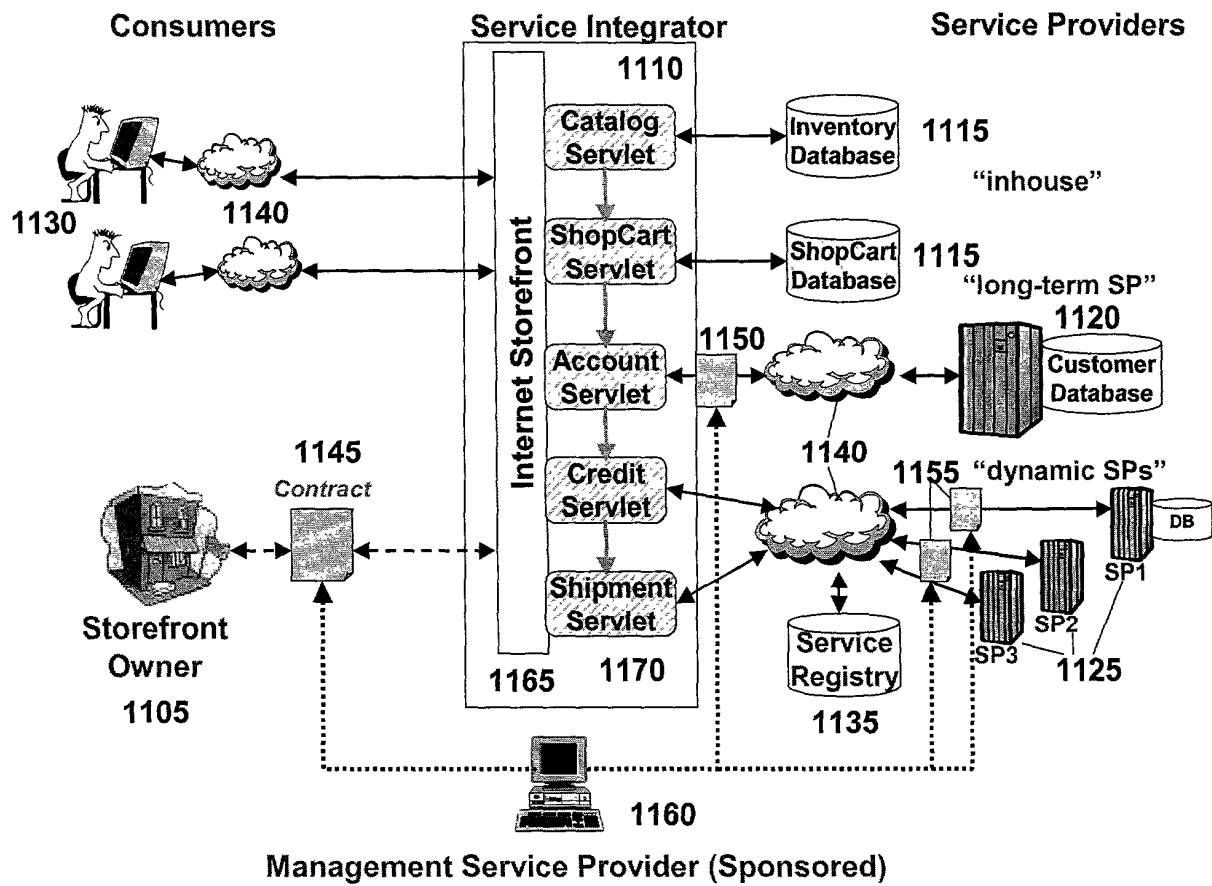 Consumers
Service Integrator
Service Providers
1110
Catalog
Servlet
Inventory
Database
1115
“inhouse”
1130
1140
ShopCart
Servlet
ShopCart
Database
1115
“long-term SP”
1120
Internet Storefront
1150
Account
Servlet
Customer
Database
1140
1145
Contract
Credit
Servlet
1155
“dynamic SPs”
DB
SP1
SP2
SP3
1125
Shipment
Servlet
Service
Registry
1135
Storefront
Owner
1105
1165
1170
1160
Management Service Provider (Sponsored)